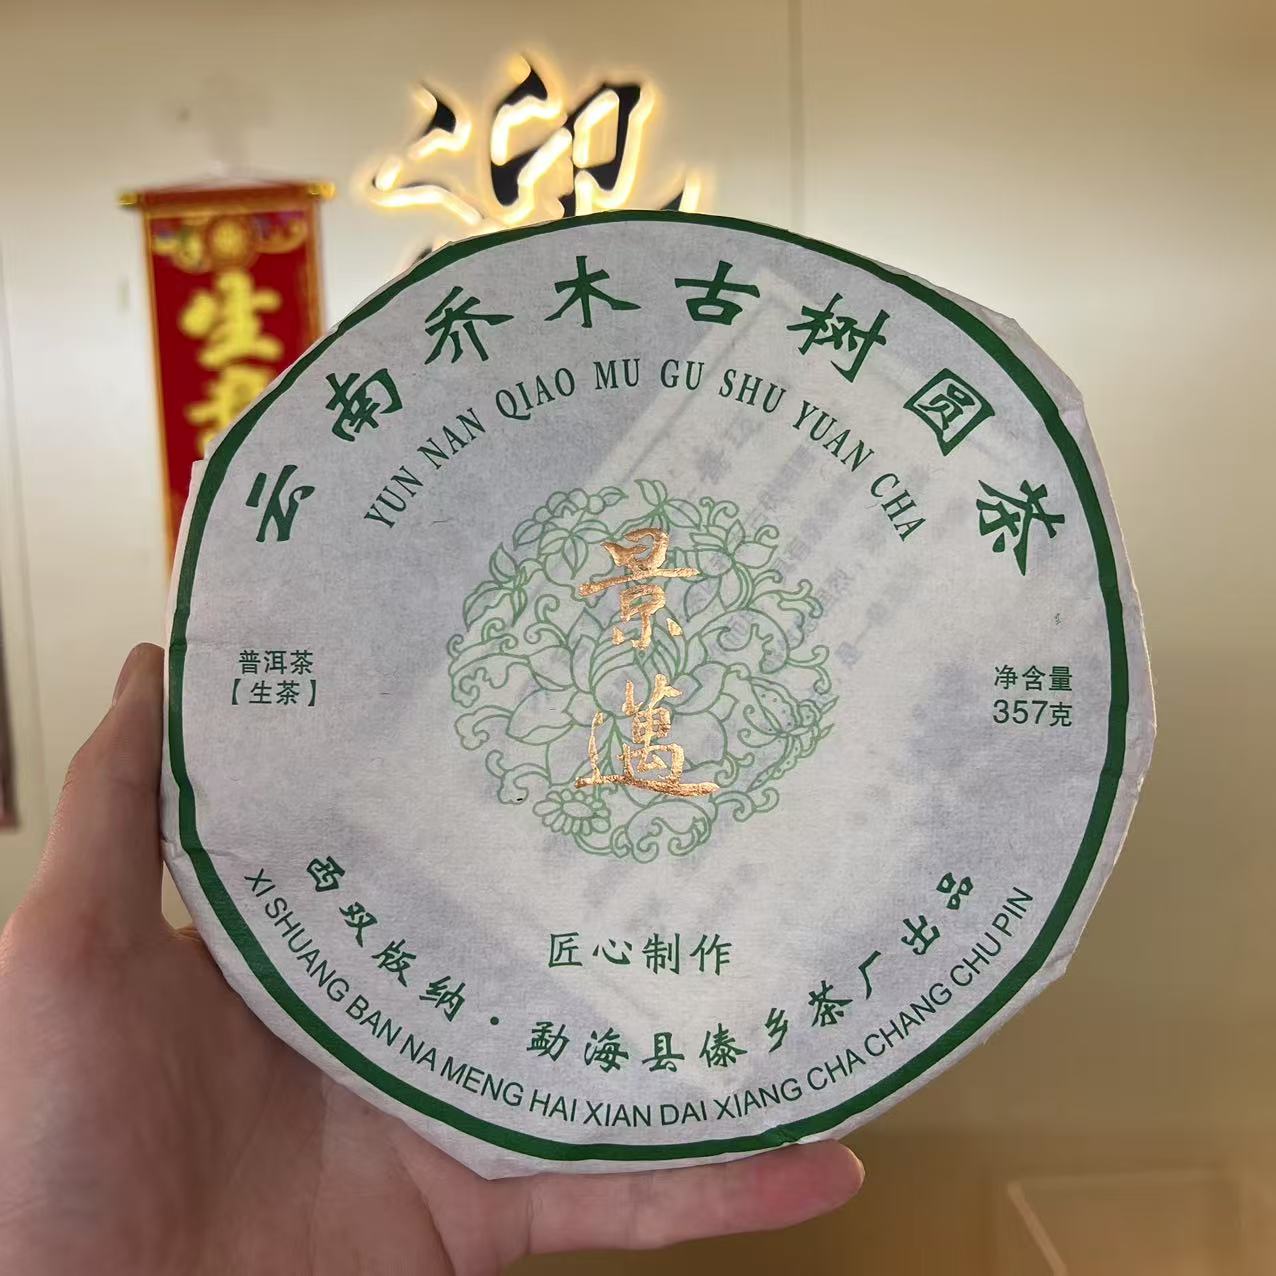 迎
生
云南乔木古树圆茶
YUN NAN QIAO MU GU SHU YUAN CHA
景
邁
普洱茶
【生茶】
净含量
357克
匠心制作
西双版纳·勐海县傣乡茶厂出品
XI SHUANG BAN NA MENG HAI XIAN DAI XIANG CHA CHANG CHU PIN